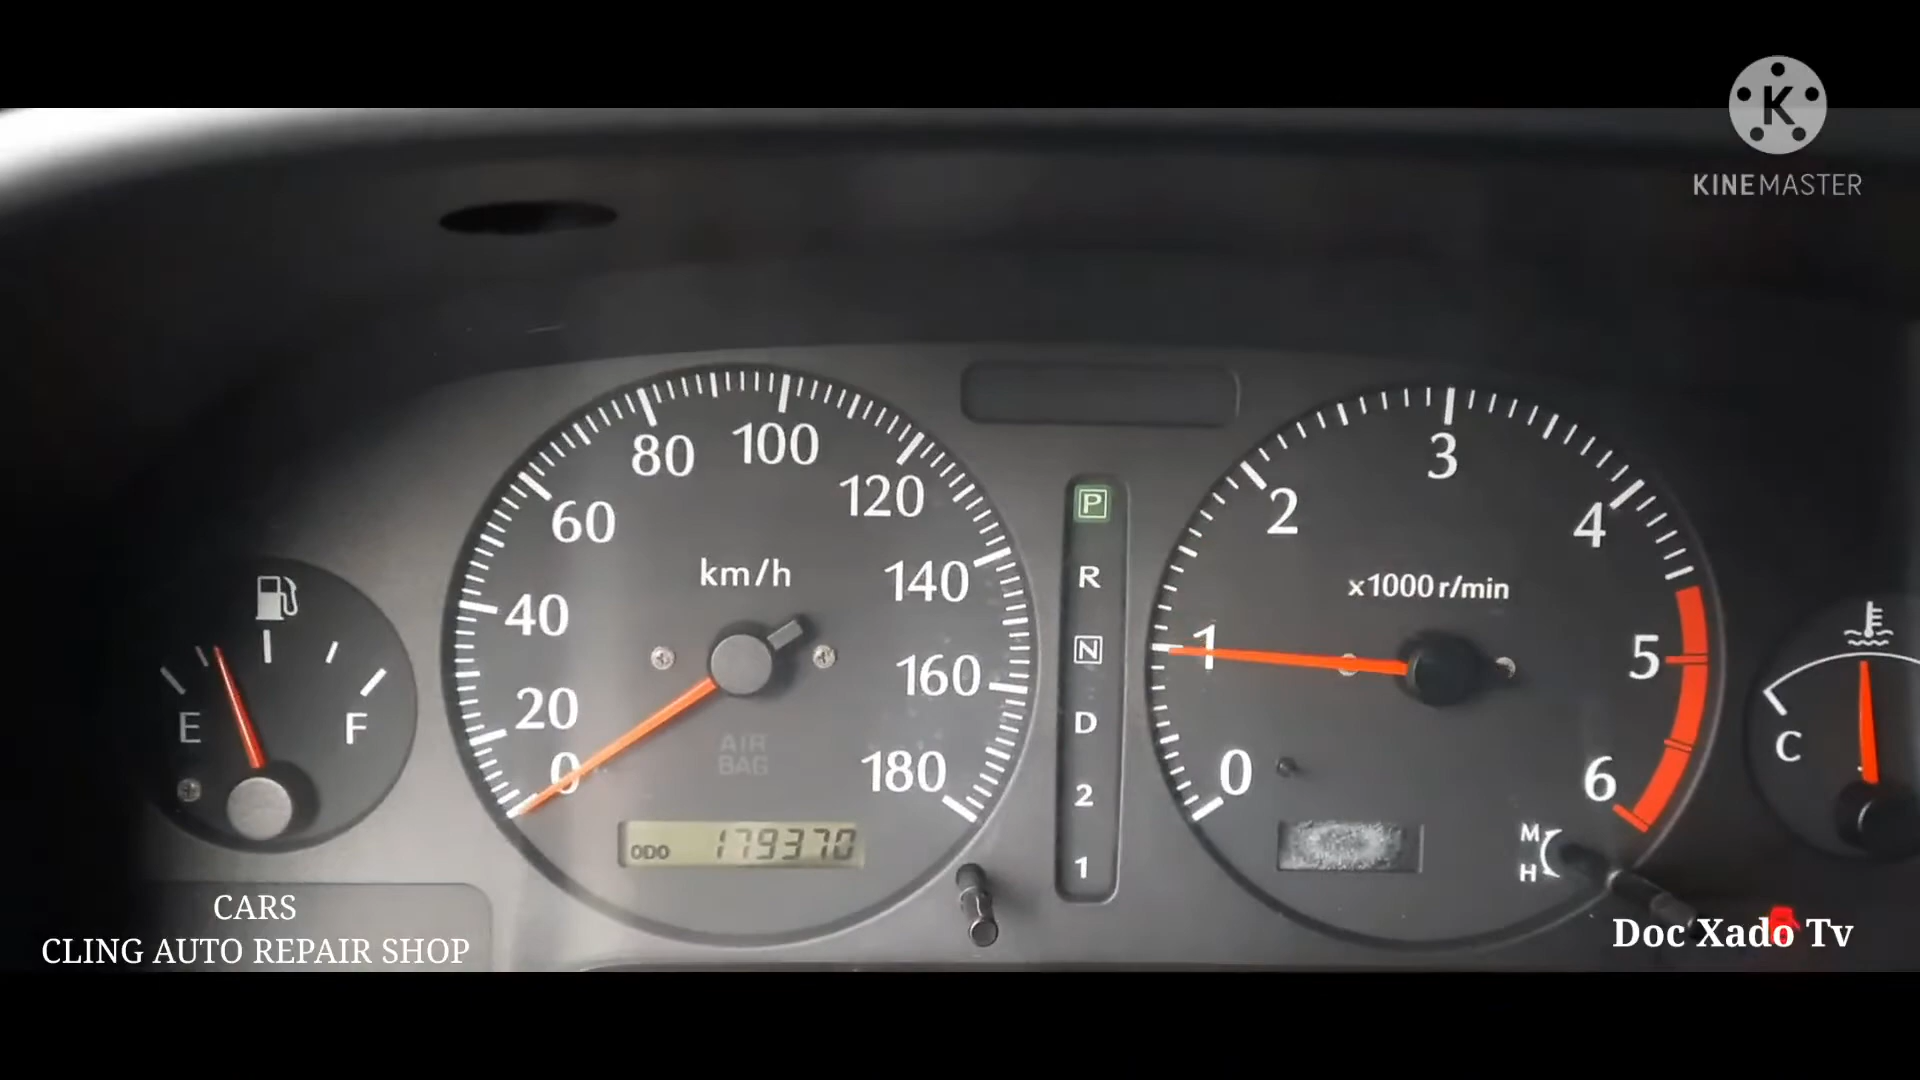 K
KINEMASTER
80
100
120
60
140
km/h
40
160
20
AIR
BAG
0
180
ODO 179370
E
F
P
R
N
D
2
1
3
2
4
x1000 r/min
1
5
0
6
M
H
C
CARS
CLING AUTO REPAIR SHOP
Doc Xado Tv